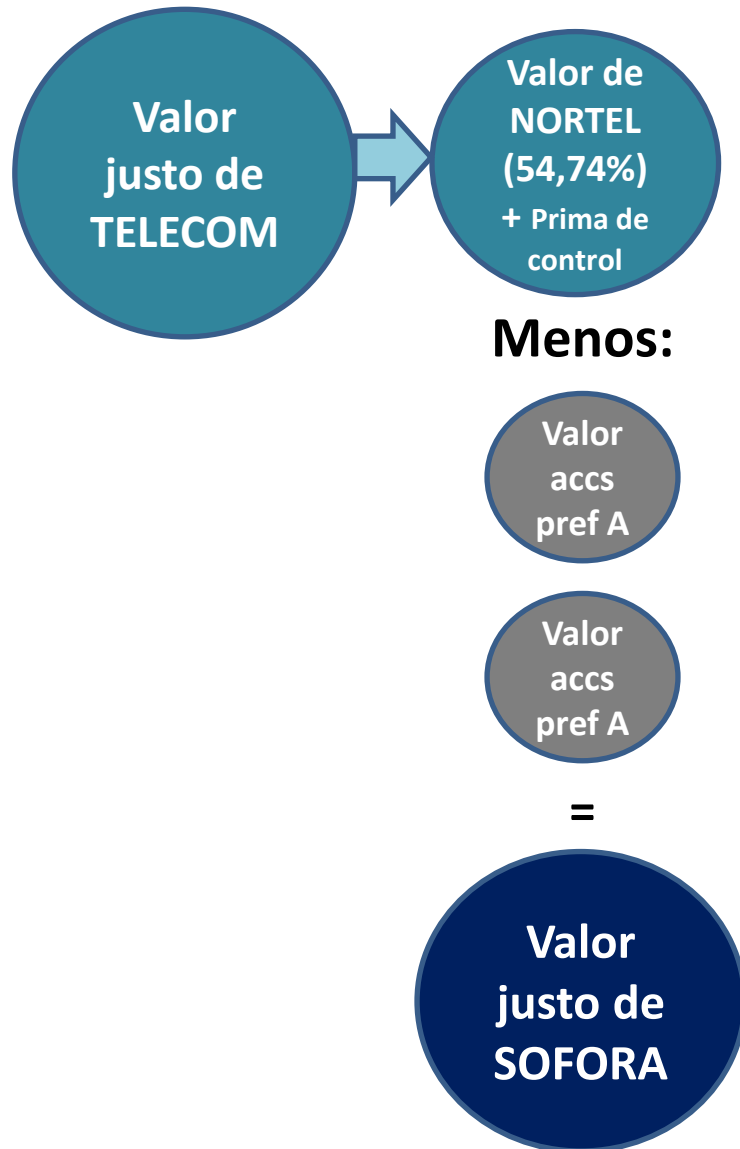 Valor
justo de
TELECOM
Valor de
NORTEL
(54,74%)
+ Prima de
control
Menos:
Valor
accs
pref A
Valor
accs
pref A
=
Valor
justo de
SOFORA